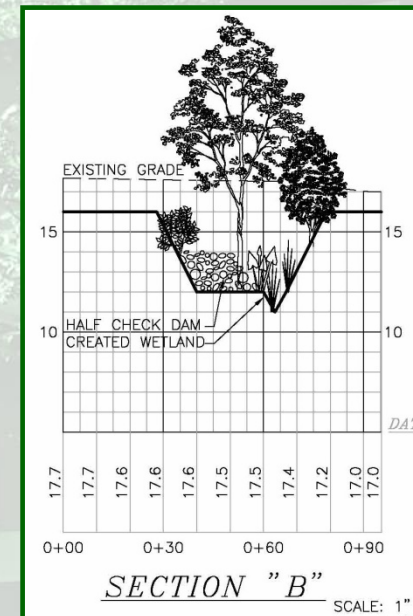 EXISTING GRADE
15 15
10 10
HALF CHECK DAM
CREATED WETLAND
17.7 17.7 17.6 17.6 17.5 17.5 17.4 17.2 17.0 17.0
0+00 0+30 0+60 0+90
SECTION "B"
SCALE: 1"